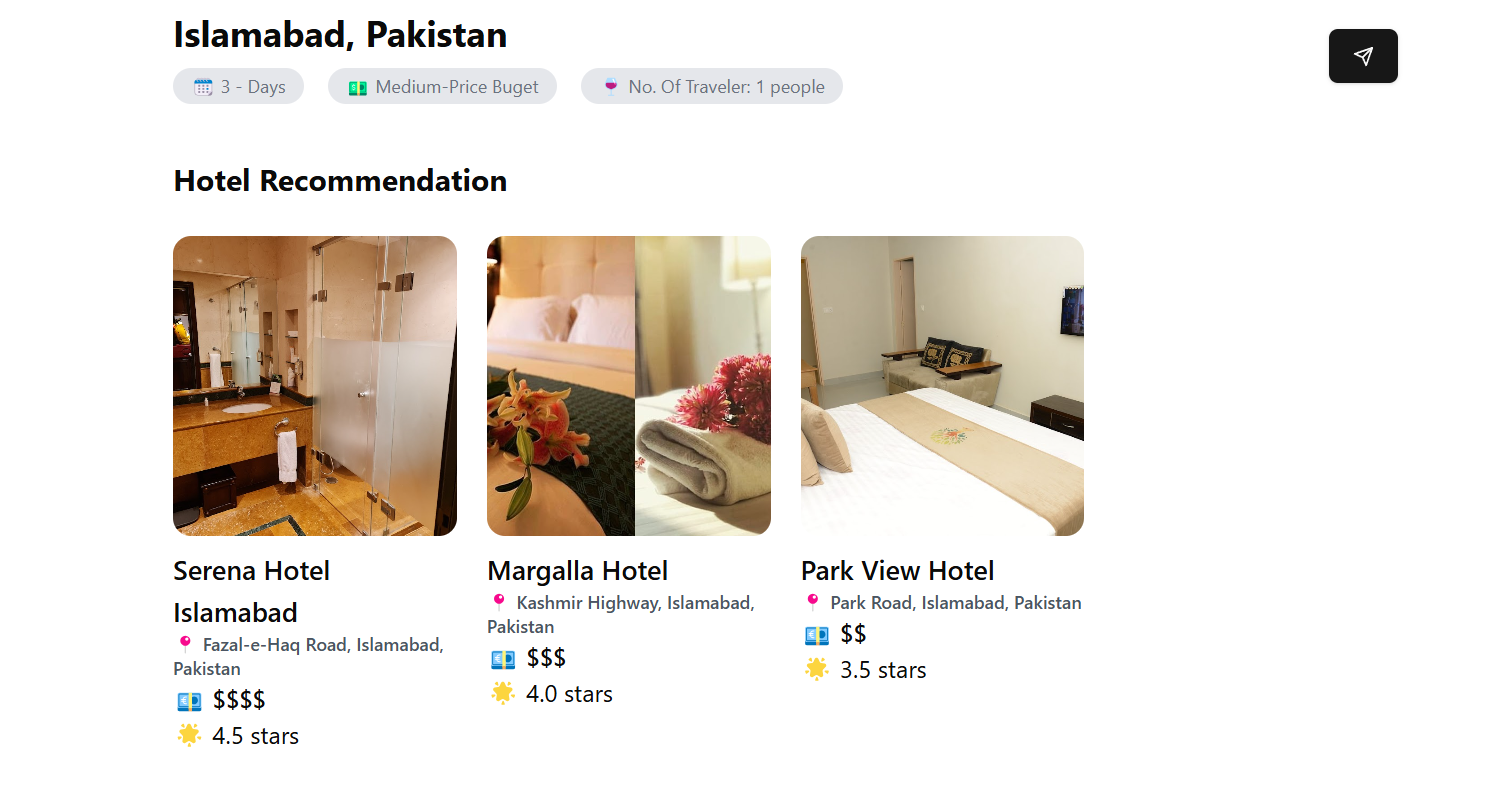 Islamabad, Pakistan
3 - Days
Medium-Price Buget
No. Of Traveler: 1 people
Hotel Recommendation
Serena Hotel
Islamabad
Fazal-e-Haq Road, Islamabad,
Pakistan
$$$$
4.5 stars
Margalla Hotel
Kashmir Highway, Islamabad,
Pakistan
$$$
4.0 stars
Park View Hotel
Park Road, Islamabad, Pakistan
$$
3.5 stars